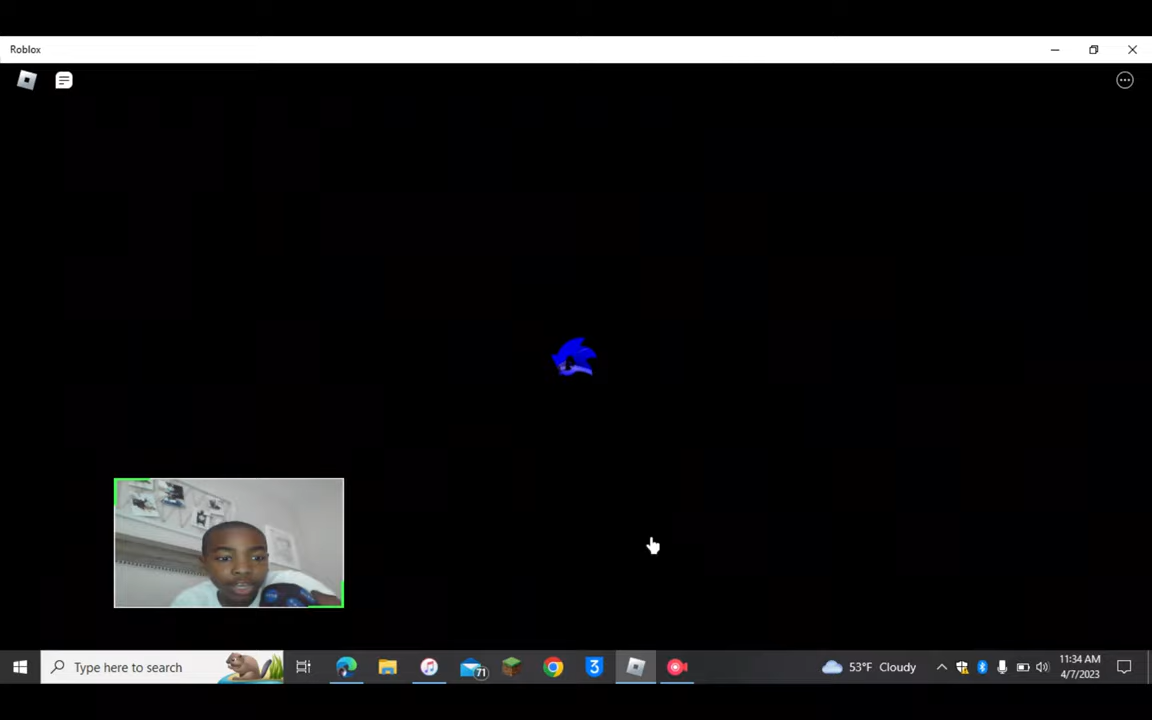 Roblox
Type here to search
71
3
53°F Cloudy
11:34 AM
4/7/2023